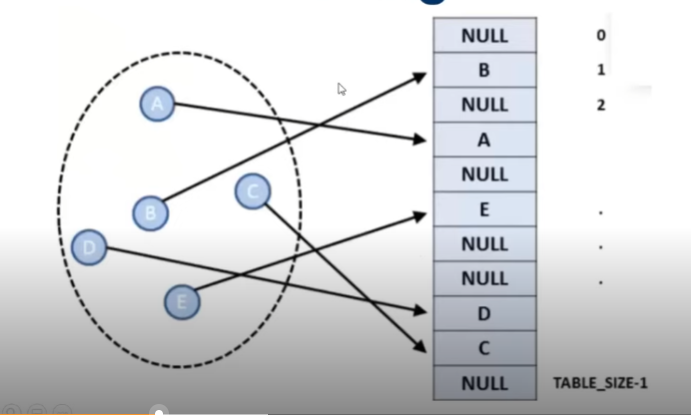 NULL 0
B 1
NULL 2
A
A
NULL
C
B
E .
D
NULL .
NULL .
E
D
C
NULL TABLE_SIZE-1